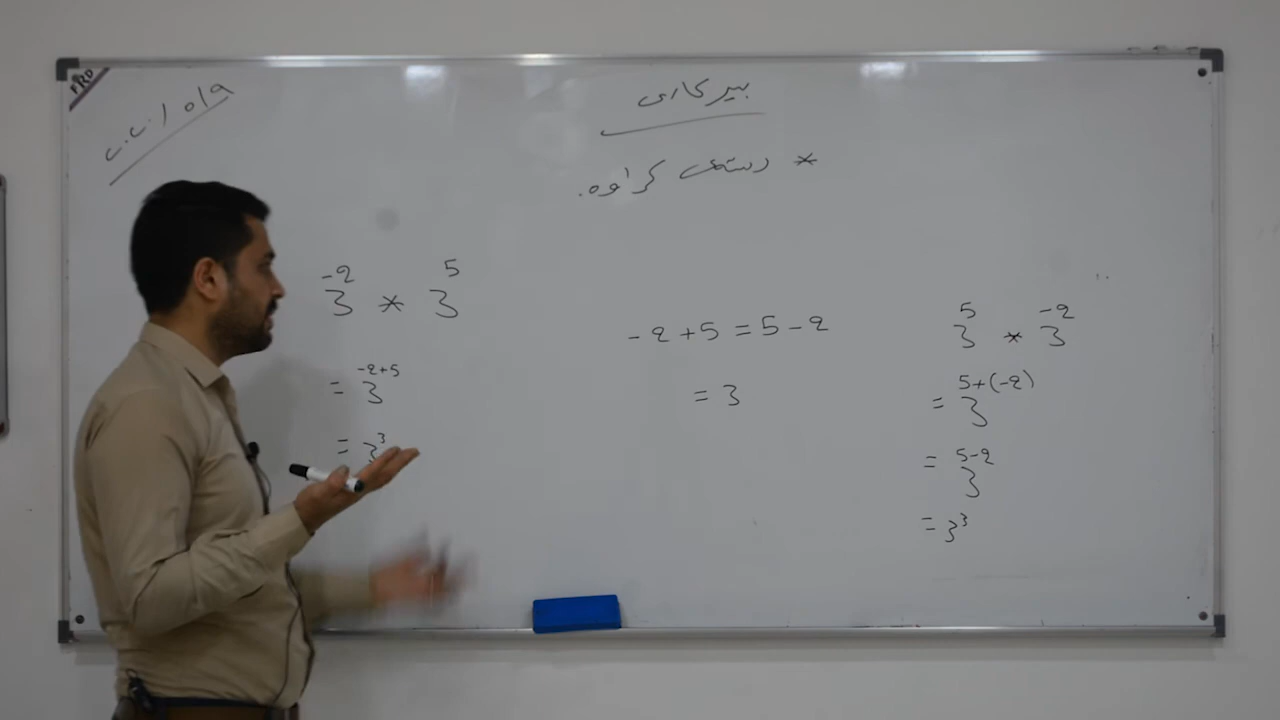 بیرکاری
* دەستی کراوە.
3^-2 * 3^5
= 3^-2+5
= 3^3
-2+5=5-2
= 3
3^5 * 3^-2
= 3^5+(-2)
= 3^5-2
= 3^3